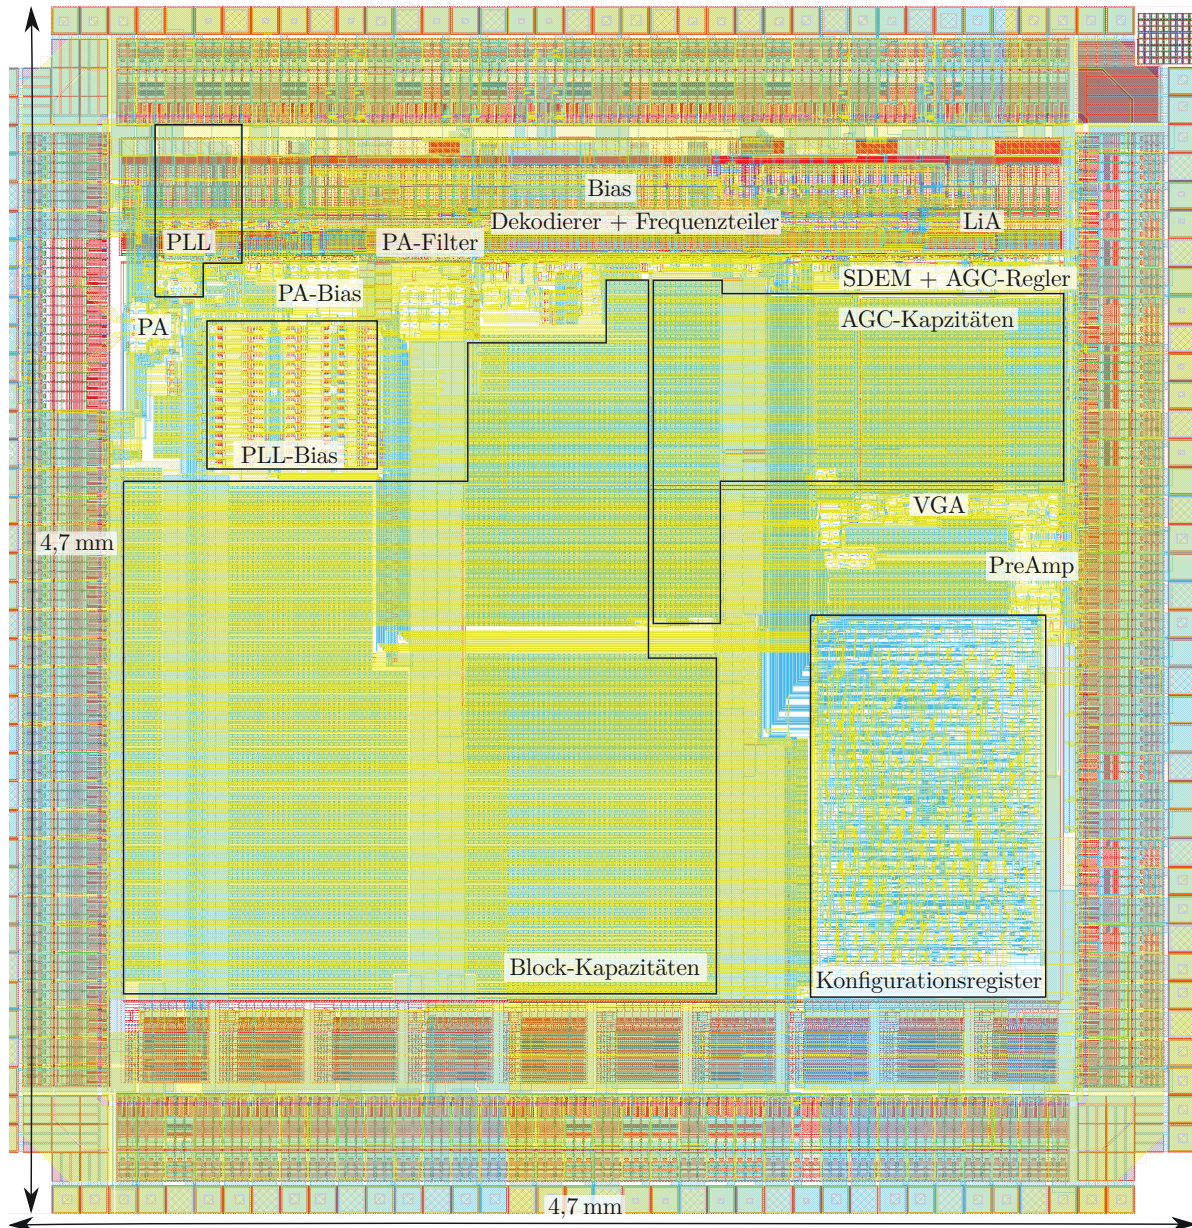 Bias
Dekodierer + Frequenzteiler
LiA
PLL
PA-Filter
SDEM + AGC-Regler
PA-Bias
AGC-Kapzitäten
PA
PLL-Bias
VGA
4,7 mm
PreAmp
Block-Kapazitäten
Konfigurationsregister
4,7 mm